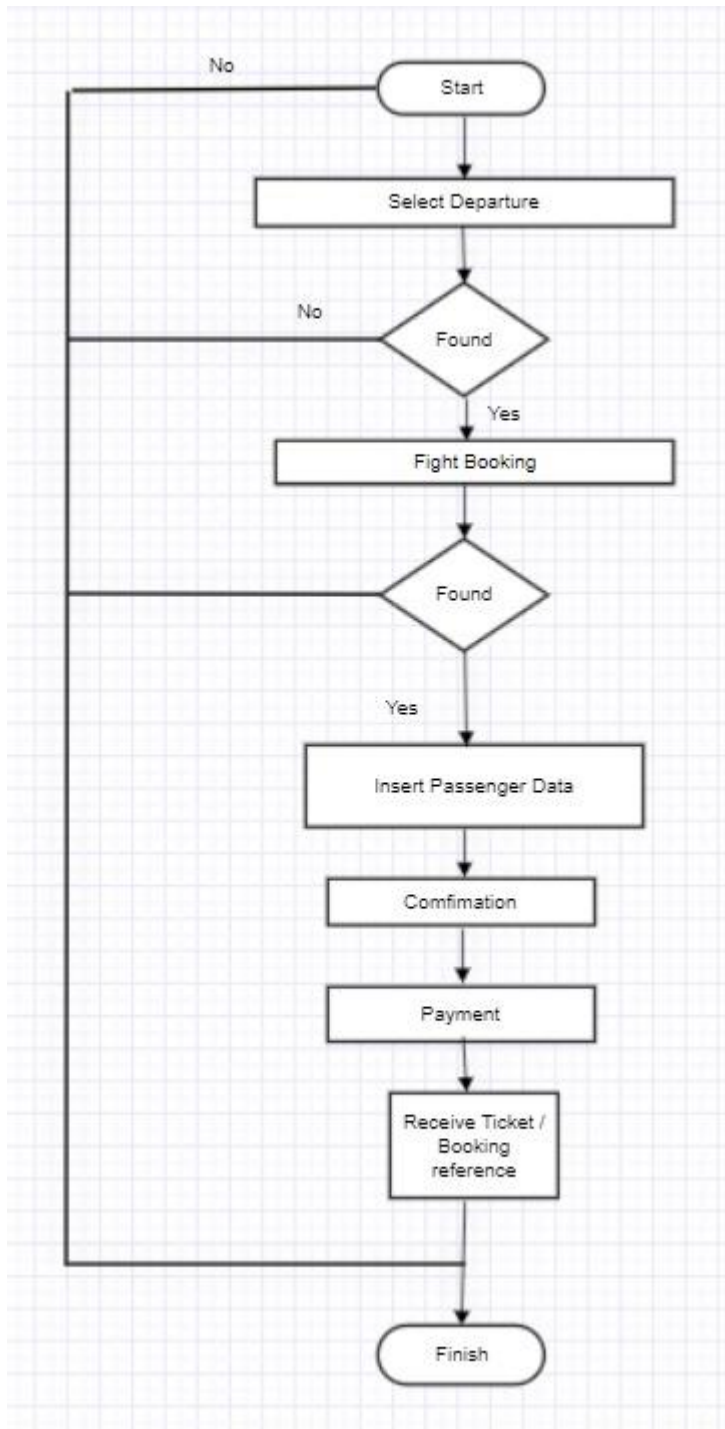 No
Start
Select Departure
No
Found
Yes
Fight Booking
Found
Yes
Insert Passenger Data
Comfimation
Payment
Receive Ticket /
Booking
reference
Finish